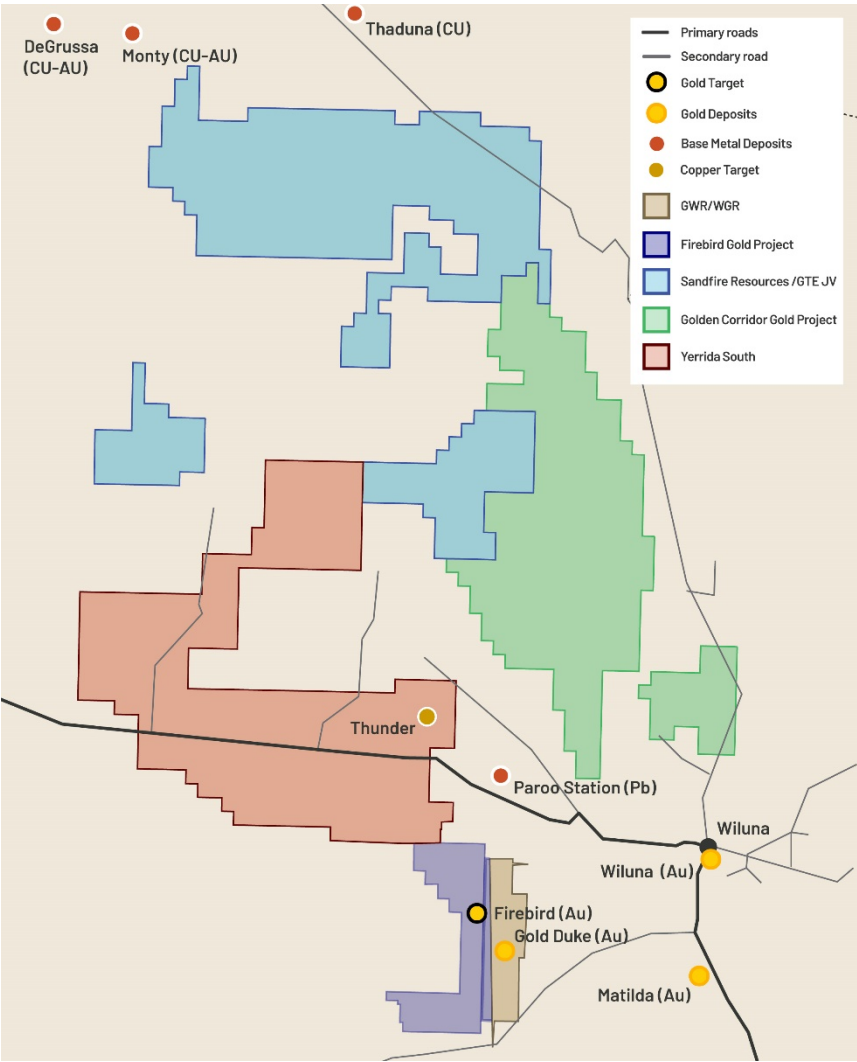 DeGrussa
(CU-AU)
Monty (CU-AU)
Thaduna (CU)
Primary roads
Secondary road
Gold Target
Gold Deposits
Base Metal Deposits
Copper Target
GWR/WGR
Firebird Gold Project
Sandfire Resources /GTE JV
Golden Corridor Gold Project
Yerrida South
Thunder
Paroo Station (Pb)
Wiluna
Wiluna (Au)
Firebird (Au)
Gold Duke (Au)
Matilda (Au)